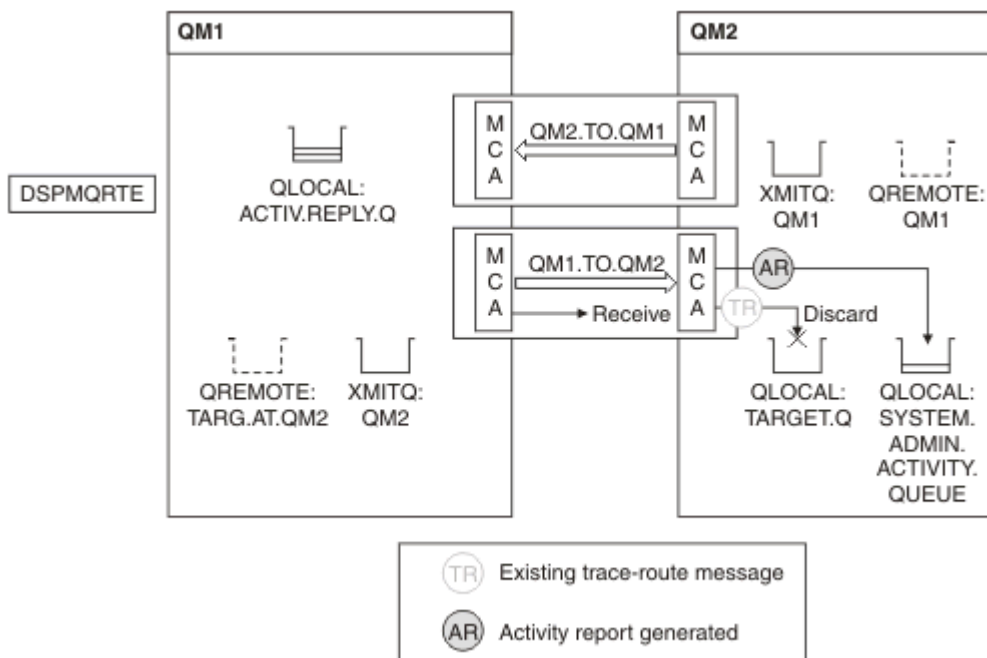 QM1
QM2
M
C
A
QM2.TO.QM1
M
C
A
DSPMQRTE
QLOCAL:
ACTIV.REPLY.Q
XMITQ:
QM1
QREMOTE:
QM1
M
C
A
QM1.TO.QM2
Receive
M
C
A
AR
TR
Discard
QREMOTE:
TARG.AT.QM2
XMITQ:
QM2
QLOCAL:
TARGET.Q
QLOCAL:
SYSTEM.
ADMIN.
ACTIVITY.
QUEUE
TR Existing trace-route message
AR Activity report generated